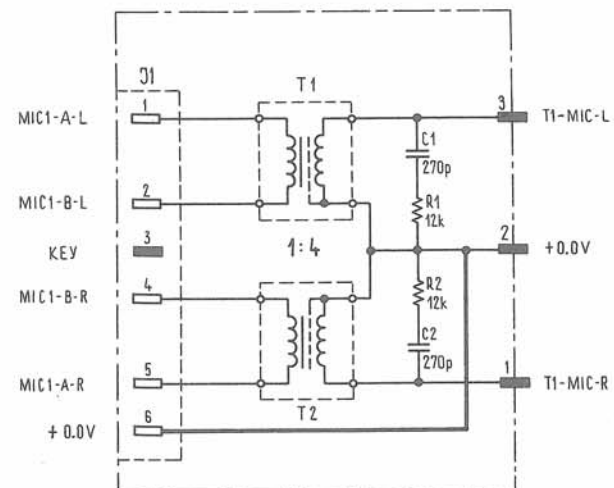 J1
T1
1
MIC1-A-L
3
T1-MIC-L
C1
270p
2
MIC1-B-L
R1
12k
3
KEY
1:4
2
+0.0V
4
MIC1-B-R
R2
12k
C2
270p
5
MIC1-A-R
1
T1-MIC-R
T2
6
+0.0V